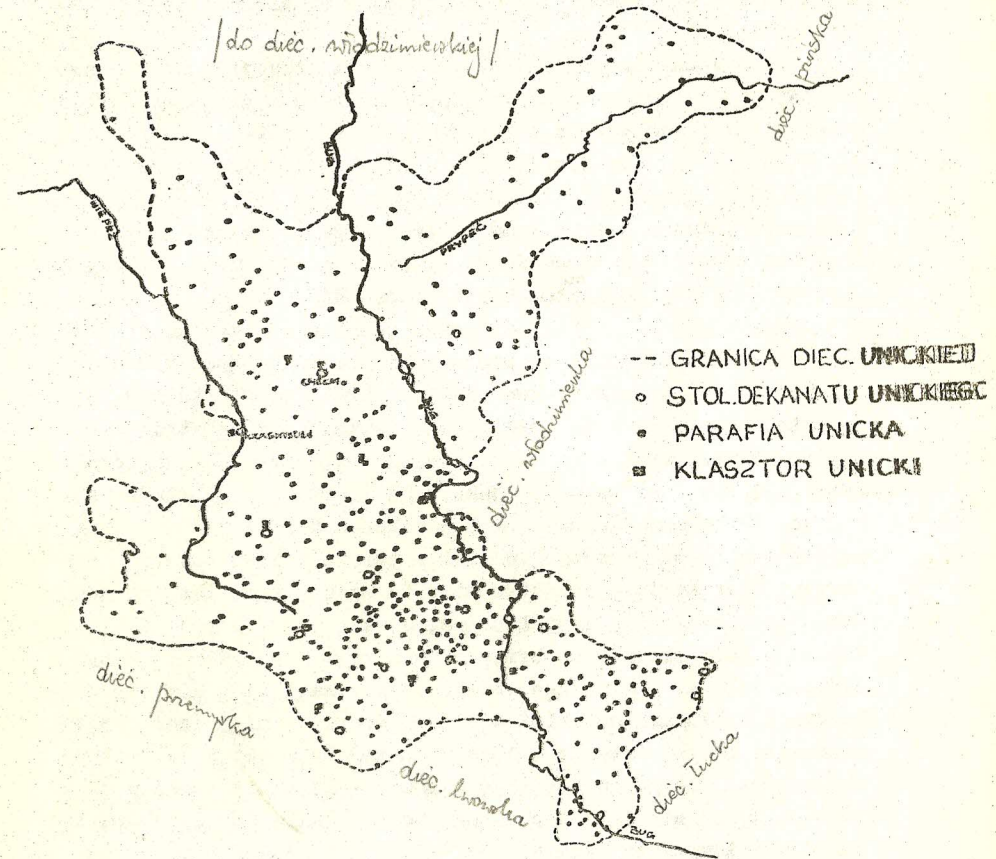 /do diec. włodzimierskiej/
diec. pińska
BUG
WIEPRZ
PRYPEĆ
CHEŁM
KRASNYSTAW
BUG
diec. włodzimierska
-- GRANICA DIEC. UNICKIEJ
STOL.DEKANATU UNICKIEGO
PARAFIA UNICKA
KLASZTOR UNICKI
diec. przemyska
diec. lwowska
diec. łucka
BUG